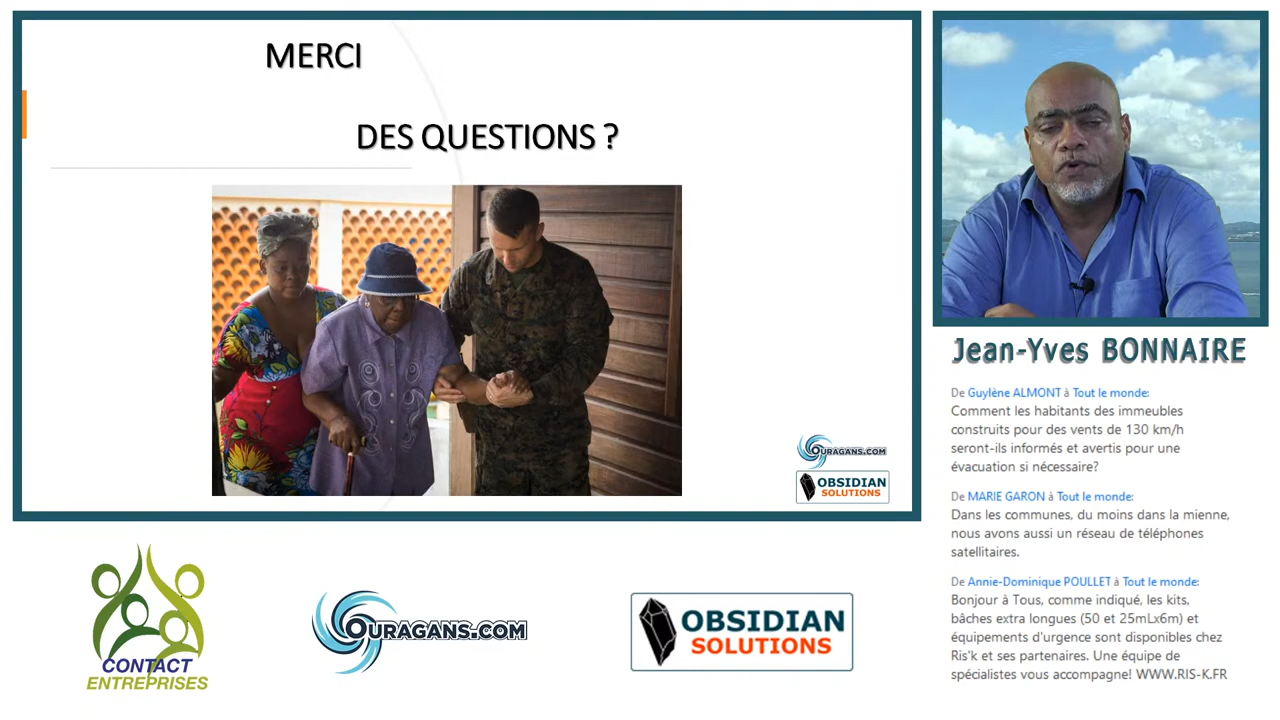 MERCI
DES QUESTIONS ?
OURAGANS.COM
OBSIDIAN
SOLUTIONS
Jean-Yves BONNAIRE
De Guylène ALMONT à Tout le monde:
Comment les habitants des immeubles
construits pour des vents de 130 km/h
seront-ils informés et avertis pour une
évacuation si nécessaire?
De MARIE GARON à Tout le monde:
Dans les communes, du moins dans la mienne,
nous avons aussi un réseau de téléphones
satellitaires.
De Annie-Dominique POULLET à Tout le monde:
Bonjour à Tous, comme indiqué, les kits,
bâches extra longues (50 et 25mLx6m) et
équipements d'urgence sont disponibles chez
Ris'k et ses partenaires. Une équipe de
spécialistes vous accompagne! WWW.RIS-K.FR
CONTACT
ENTREPRISES
OURAGANS.COM
OBSIDIAN
SOLUTIONS